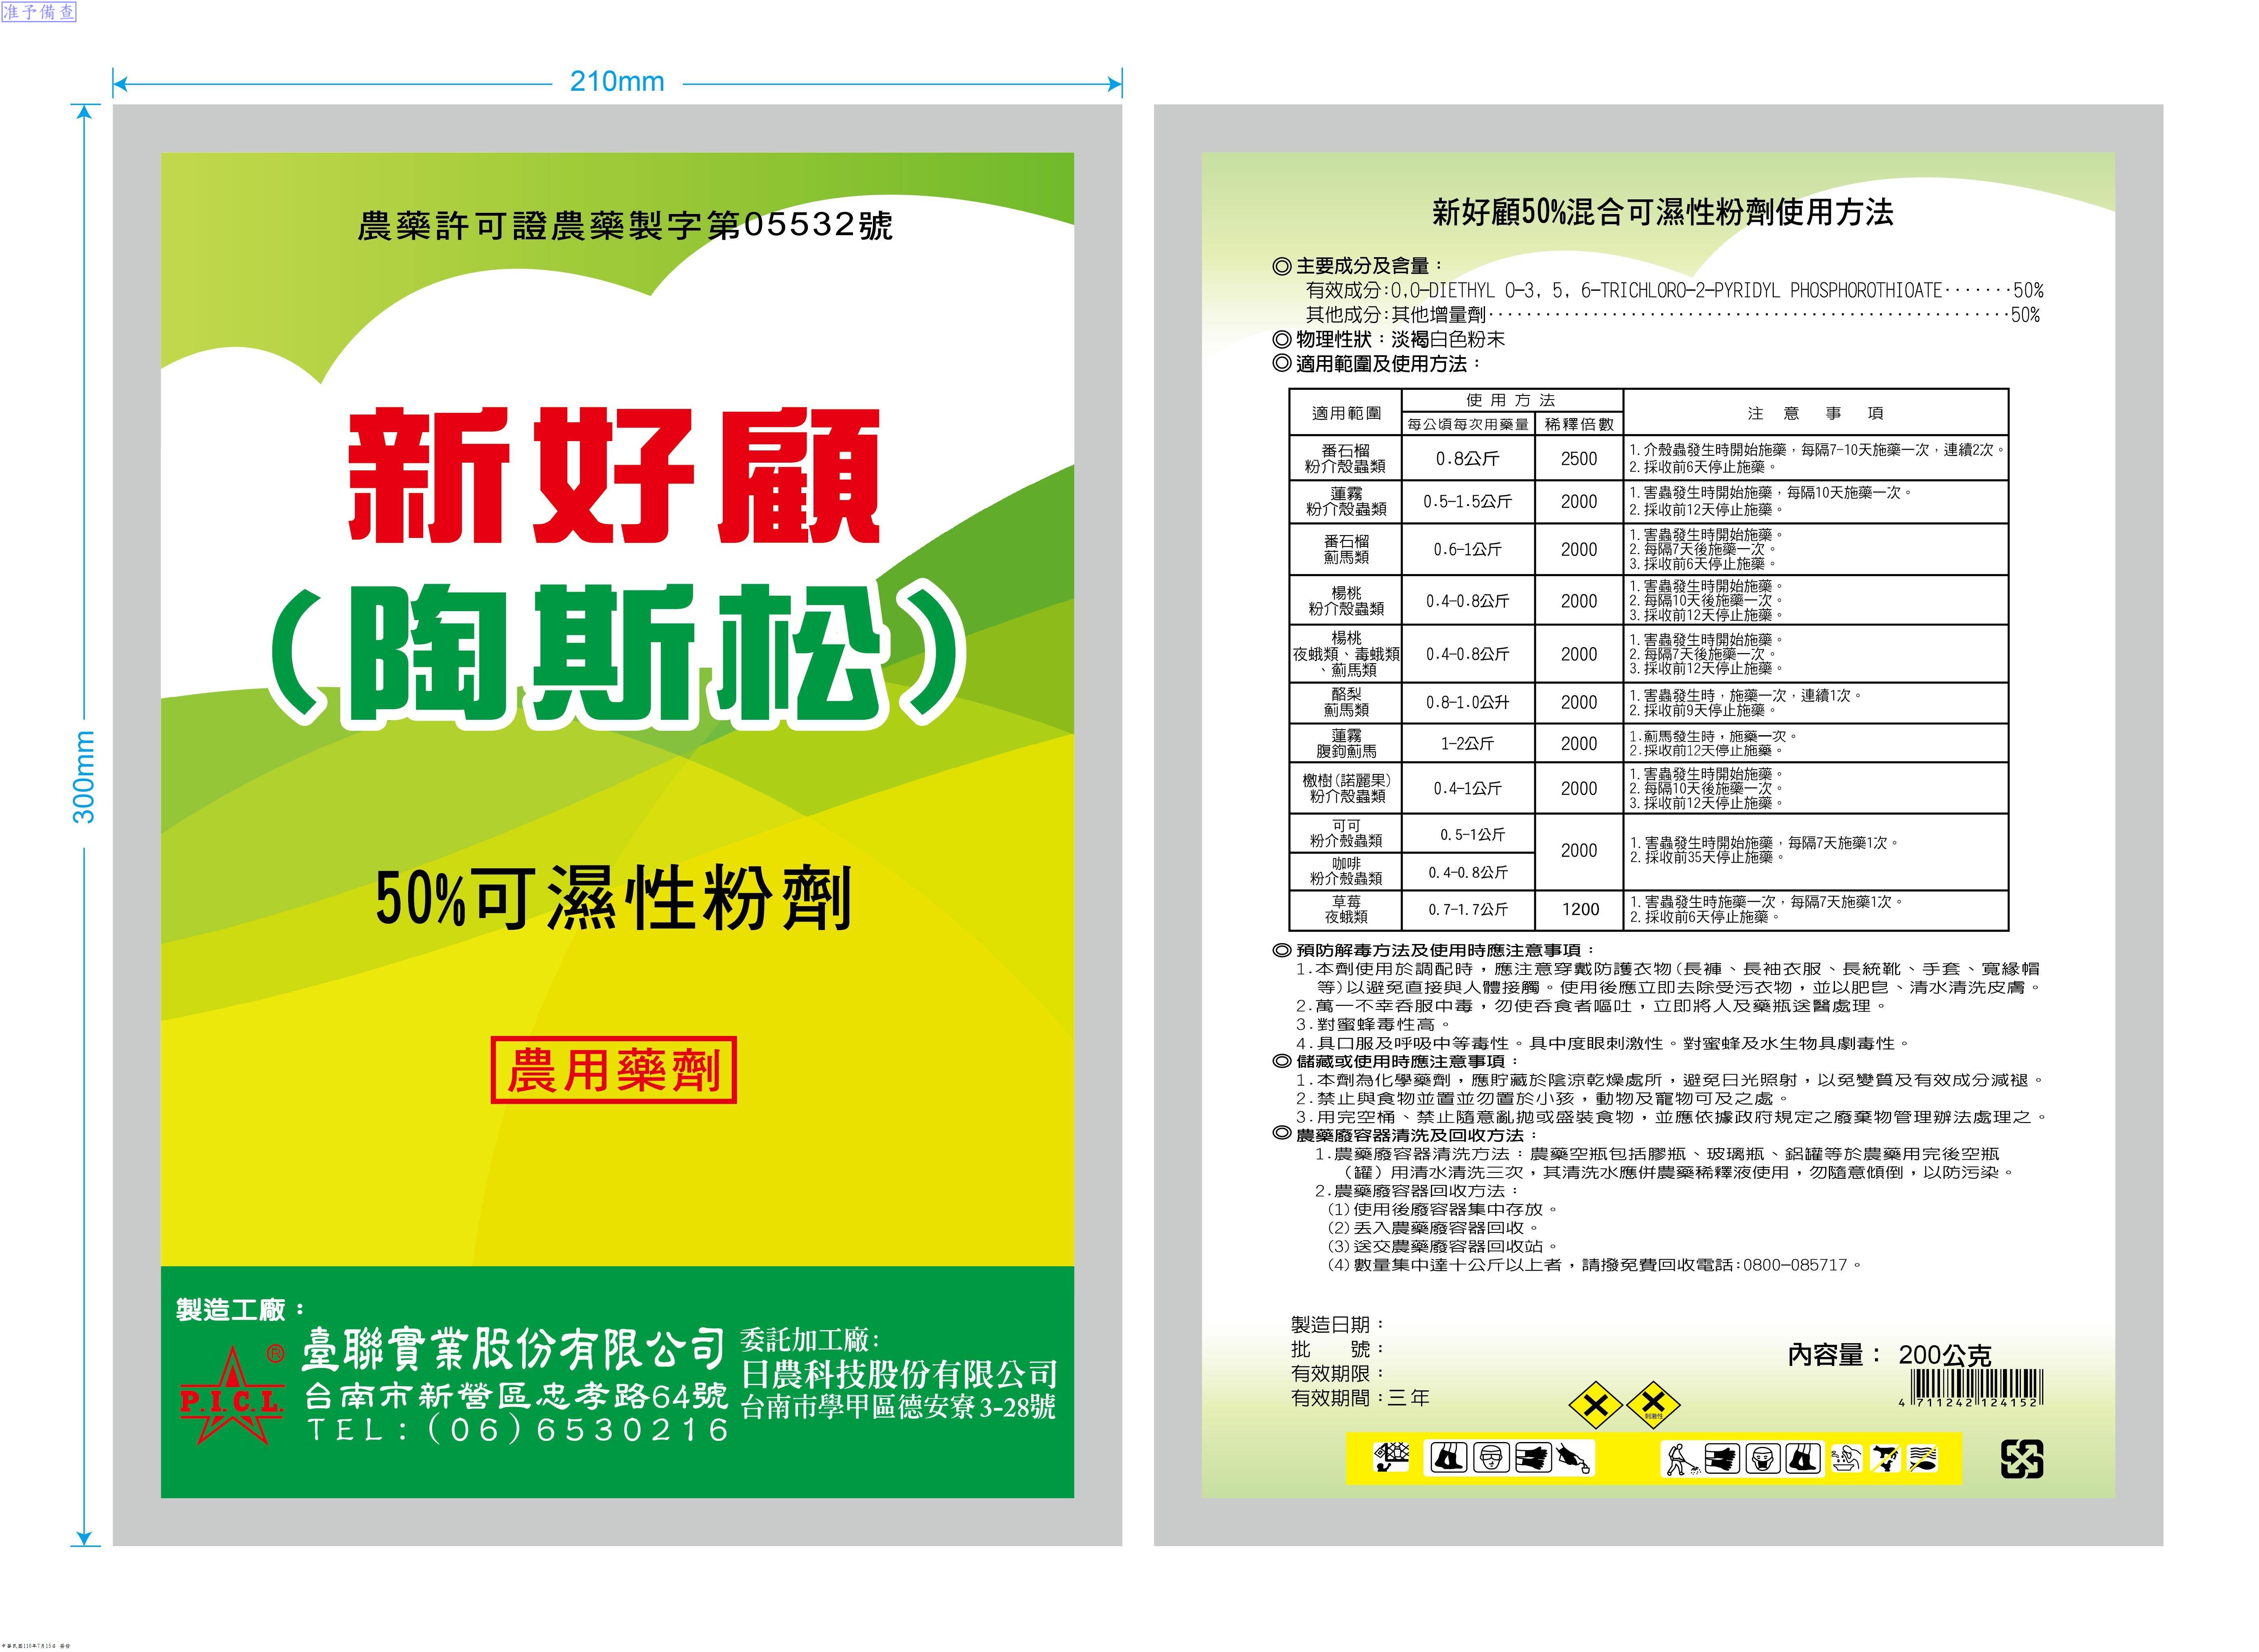 准予備查
210mm
300mm
農藥許可證農藥製字第05532號
新好顧
(陶斯松)
50%可濕性粉劑
農用藥劑
製造工廠：
P.I.C.L.
®
臺聯實業股份有限公司
台南市新營區忠孝路64號
TEL：(06)6530216
委託加工廠：
日農科技股份有限公司
台南市學甲區德安寮3-28號
新好顧50%混合可濕性粉劑使用方法
◎主要成分及含量：
有效成分:O,O-DIETHYL O-3, 5, 6-TRICHLORO-2-PYRIDYL PHOSPHOROTHIOATE‧‧‧‧‧‧‧50%
其他成分:其他增量劑‧‧‧‧‧‧‧‧‧‧‧‧‧‧‧‧‧‧‧‧‧‧‧‧‧‧‧‧‧‧50%
◎物理性狀：淡褐白色粉末
◎適用範圍及使用方法：
適用範圍 使用方法 注意事項
每公頃每次用藥量 稀釋倍數
番石榴
粉介殼蟲類
0.8公斤 2500
1.介殼蟲發生時開始施藥，每隔7-10天施藥一次，連續2次。
2.採收前6天停止施藥。
蓮霧
粉介殼蟲類
0.5-1.5公斤 2000
1.害蟲發生時開始施藥，每隔10天施藥一次。
2.採收前12天停止施藥。
番石榴
薊馬類
0.6-1公斤 2000
1.害蟲發生時開始施藥。
2.每隔7天後施藥一次。
3.採收前6天停止施藥。
楊桃
粉介殼蟲類
0.4-0.8公斤 2000
1.害蟲發生時開始施藥。
2.每隔10天後施藥一次。
3.採收前12天停止施藥。
楊桃
夜蛾類、毒蛾類
、薊馬類
0.4-0.8公斤 2000
1.害蟲發生時開始施藥。
2.每隔7天後施藥一次。
3.採收前12天停止施藥。
酪梨
薊馬類
0.8-1.0公升 2000
1.害蟲發生時，施藥一次，連續1次。
2.採收前9天停止施藥。
蓮霧
腹鉤薊馬
1-2公斤 2000
1.薊馬發生時，施藥一次。
2.採收前12天停止施藥。
檄樹(諾麗果)
粉介殼蟲類
0.4-1公斤 2000
1.害蟲發生時開始施藥。
2.每隔10天後施藥一次。
3.採收前12天停止施藥。
可可
粉介殼蟲類
0.5-1公斤
咖啡
粉介殼蟲類
0.4-0.8公斤
2000
1.害蟲發生時開始施藥，每隔7天施藥1次。
2.採收前35天停止施藥。
草莓
夜蛾類
0.7-1.7公斤 1200
1.害蟲發生時施藥一次，每隔7天施藥1次。
2.採收前6天停止施藥。
◎預防解毒方法及使用時應注意事項：
1.本劑使用於調配時，應注意穿戴防護衣物(長褲、長袖衣服、長統靴、手套、寬緣帽
等)以避免直接與人體接觸。使用後應立即去除受污衣物，並以肥皂、清水清洗皮膚。
2.萬一不幸吞服中毒，勿使吞食者嘔吐，立即將人及藥瓶送醫處理。
3.對蜜蜂毒性高。
4.具口服及呼吸中等毒性。具中度眼刺激性。對蜜蜂及水生物具劇毒性。
◎儲藏或使用時應注意事項：
1.本劑為化學藥劑，應貯藏於陰涼乾燥處所，避免日光照射，以免變質及有效成分減褪。
2.禁止與食物並置並勿置於小孩，動物及寵物可及之處。
3.用完空桶、禁止隨意亂拋或盛裝食物，並應依據政府規定之廢棄物管理辦法處理之。
◎農藥廢容器清洗及回收方法：
1.農藥廢容器清洗方法：農藥空瓶包括膠瓶、玻璃瓶、鋁罐等於農藥用完後空瓶
（罐）用清水清洗三次，其清洗水應併農藥稀釋液使用，勿隨意傾倒，以防污染。
2.農藥廢容器回收方法：
(1)使用後廢容器集中存放。
(2)丟入農藥廢容器回收。
(3)送交農藥廢容器回收站。
(4)數量集中達十公斤以上者，請撥免費回收電話:0800-085717。
製造日期：
批　號：
有效期限：
有效期間：三年
內容量：200公克
4 711242 124152
刺激性
中華民國110年7月15日